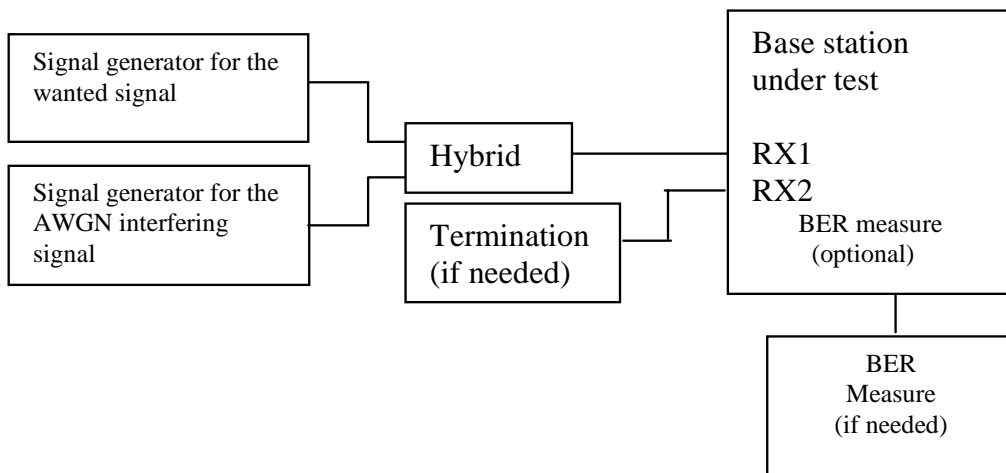 Signal generator for the
wanted signal
Signal generator for the
AWGN interfering
signal
Hybrid
Termination
(if needed)
Base station
under test
RX1
RX2
BER measure
(optional)
BER
Measure
(if needed)